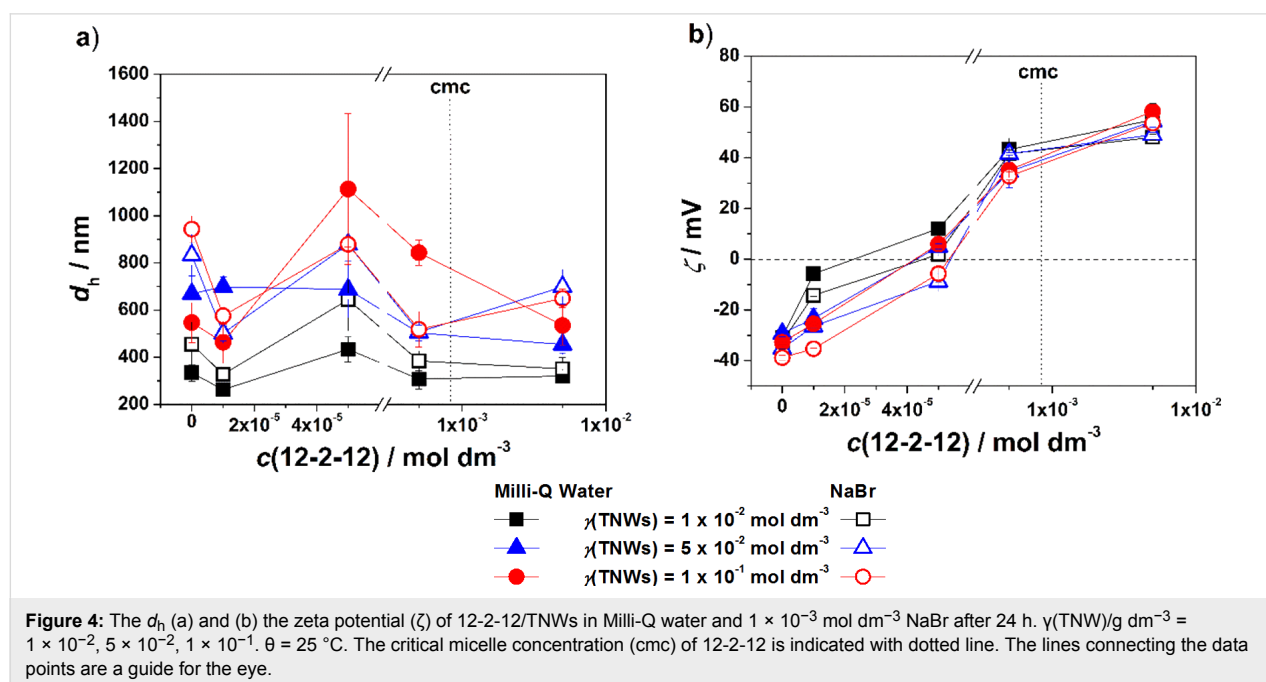 a)
1600
1400
1200
1000
800
600
400
200
d_h / nm
cmc
0
2x10⁻⁵
4x10⁻⁵
1x10⁻³
1x10⁻²
c(12-2-12) / mol dm⁻³
b)
80
60
40
20
0
-20
-40
ζ / mV
cmc
0
2x10⁻⁵
4x10⁻⁵
1x10⁻³
1x10⁻²
c(12-2-12) / mol dm⁻³
Milli-Q Water NaBr
γ(TNWs) = 1 x 10⁻² mol dm⁻³
γ(TNWs) = 5 x 10⁻² mol dm⁻³
γ(TNWs) = 1 x 10⁻¹ mol dm⁻³
Figure 4: The d_h (a) and (b) the zeta potential (ζ) of 12-2-12/TNWs in Milli-Q water and 1 × 10⁻³ mol dm⁻³ NaBr after 24 h. γ(TNW)/g dm⁻³ =
1 × 10⁻², 5 × 10⁻², 1 × 10⁻¹. θ = 25 °C. The critical micelle concentration (cmc) of 12-2-12 is indicated with dotted line. The lines connecting the data
points are a guide for the eye.